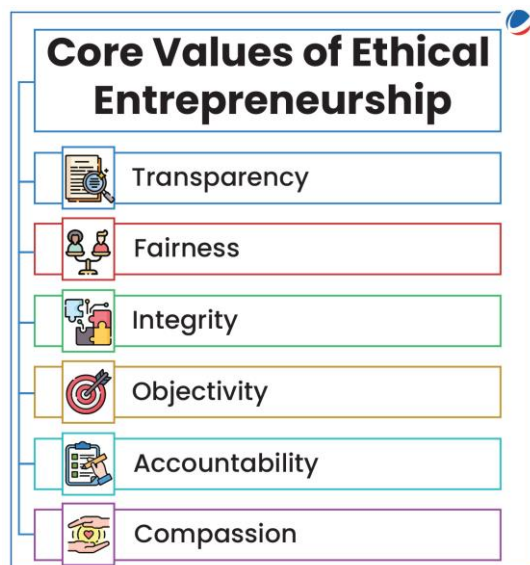 Core Values of Ethical
Entrepreneurship
Transparency
Fairness
Integrity
Objectivity
Accountability
Compassion